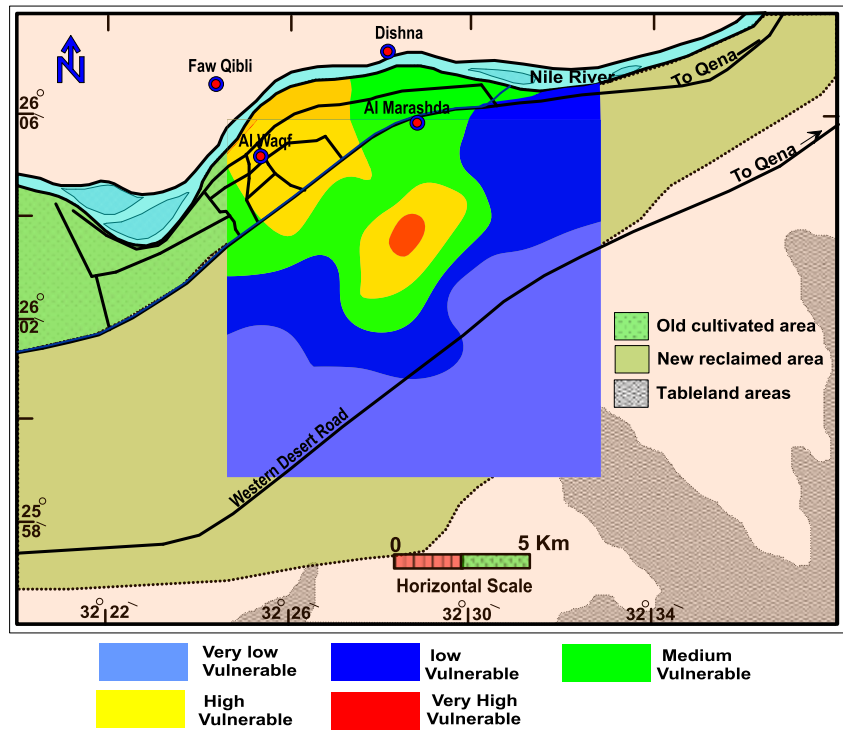 Dishna
N
Faw Qibli
Nile River
To Qena
26°
06/
Al Marashda
Al Waqf
To Qena
26°
02/
Old cultivated area
New reclaimed area
Tableland areas
Western Desert Road
25°
58/
0 5 Km
Horizontal Scale
32° 22/ 32° 26/ 32° 30/ 32° 34/
Very low
Vulnerable
low
Vulnerable
Medium
Vulnerable
High
Vulnerable
Very High
Vulnerable